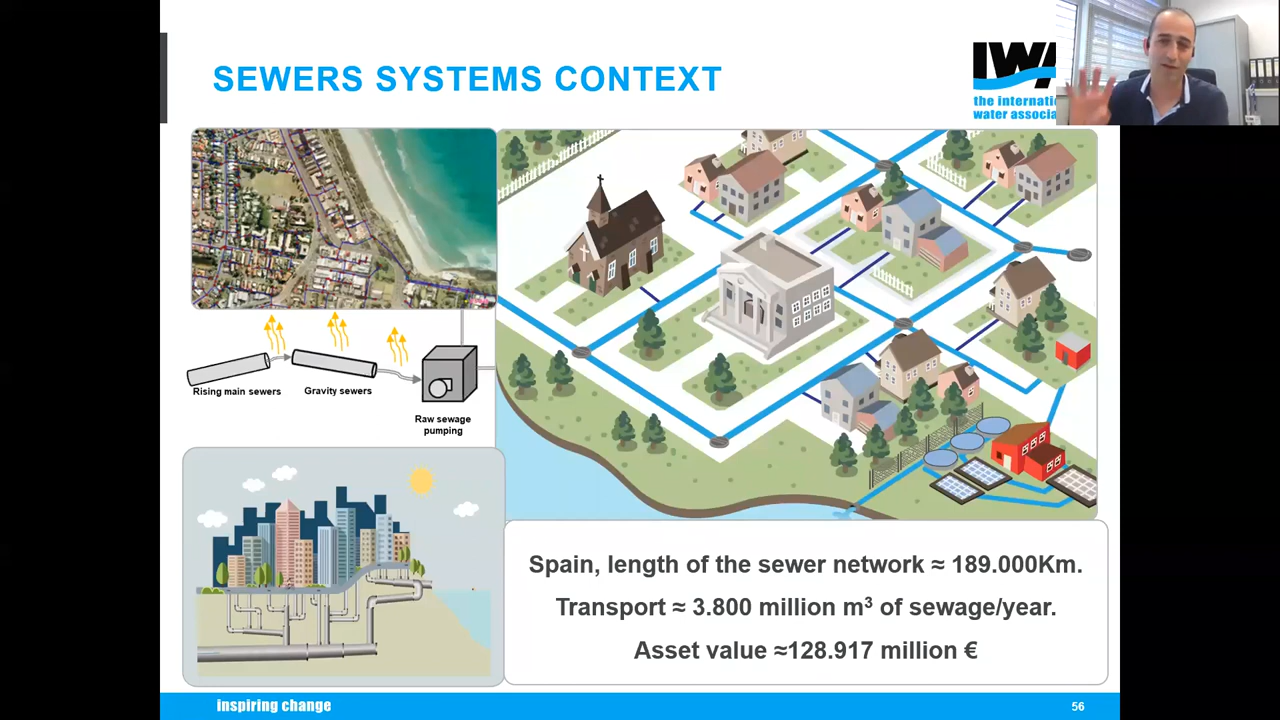 SEWERS SYSTEMS CONTEXT
IWA
the internati
water associa
Rising main sewers
Gravity sewers
Raw sewage
pumping
Spain, length of the sewer network ≈ 189.000Km.
Transport ≈ 3.800 million m³ of sewage/year.
Asset value ≈128.917 million €
inspiring change
56